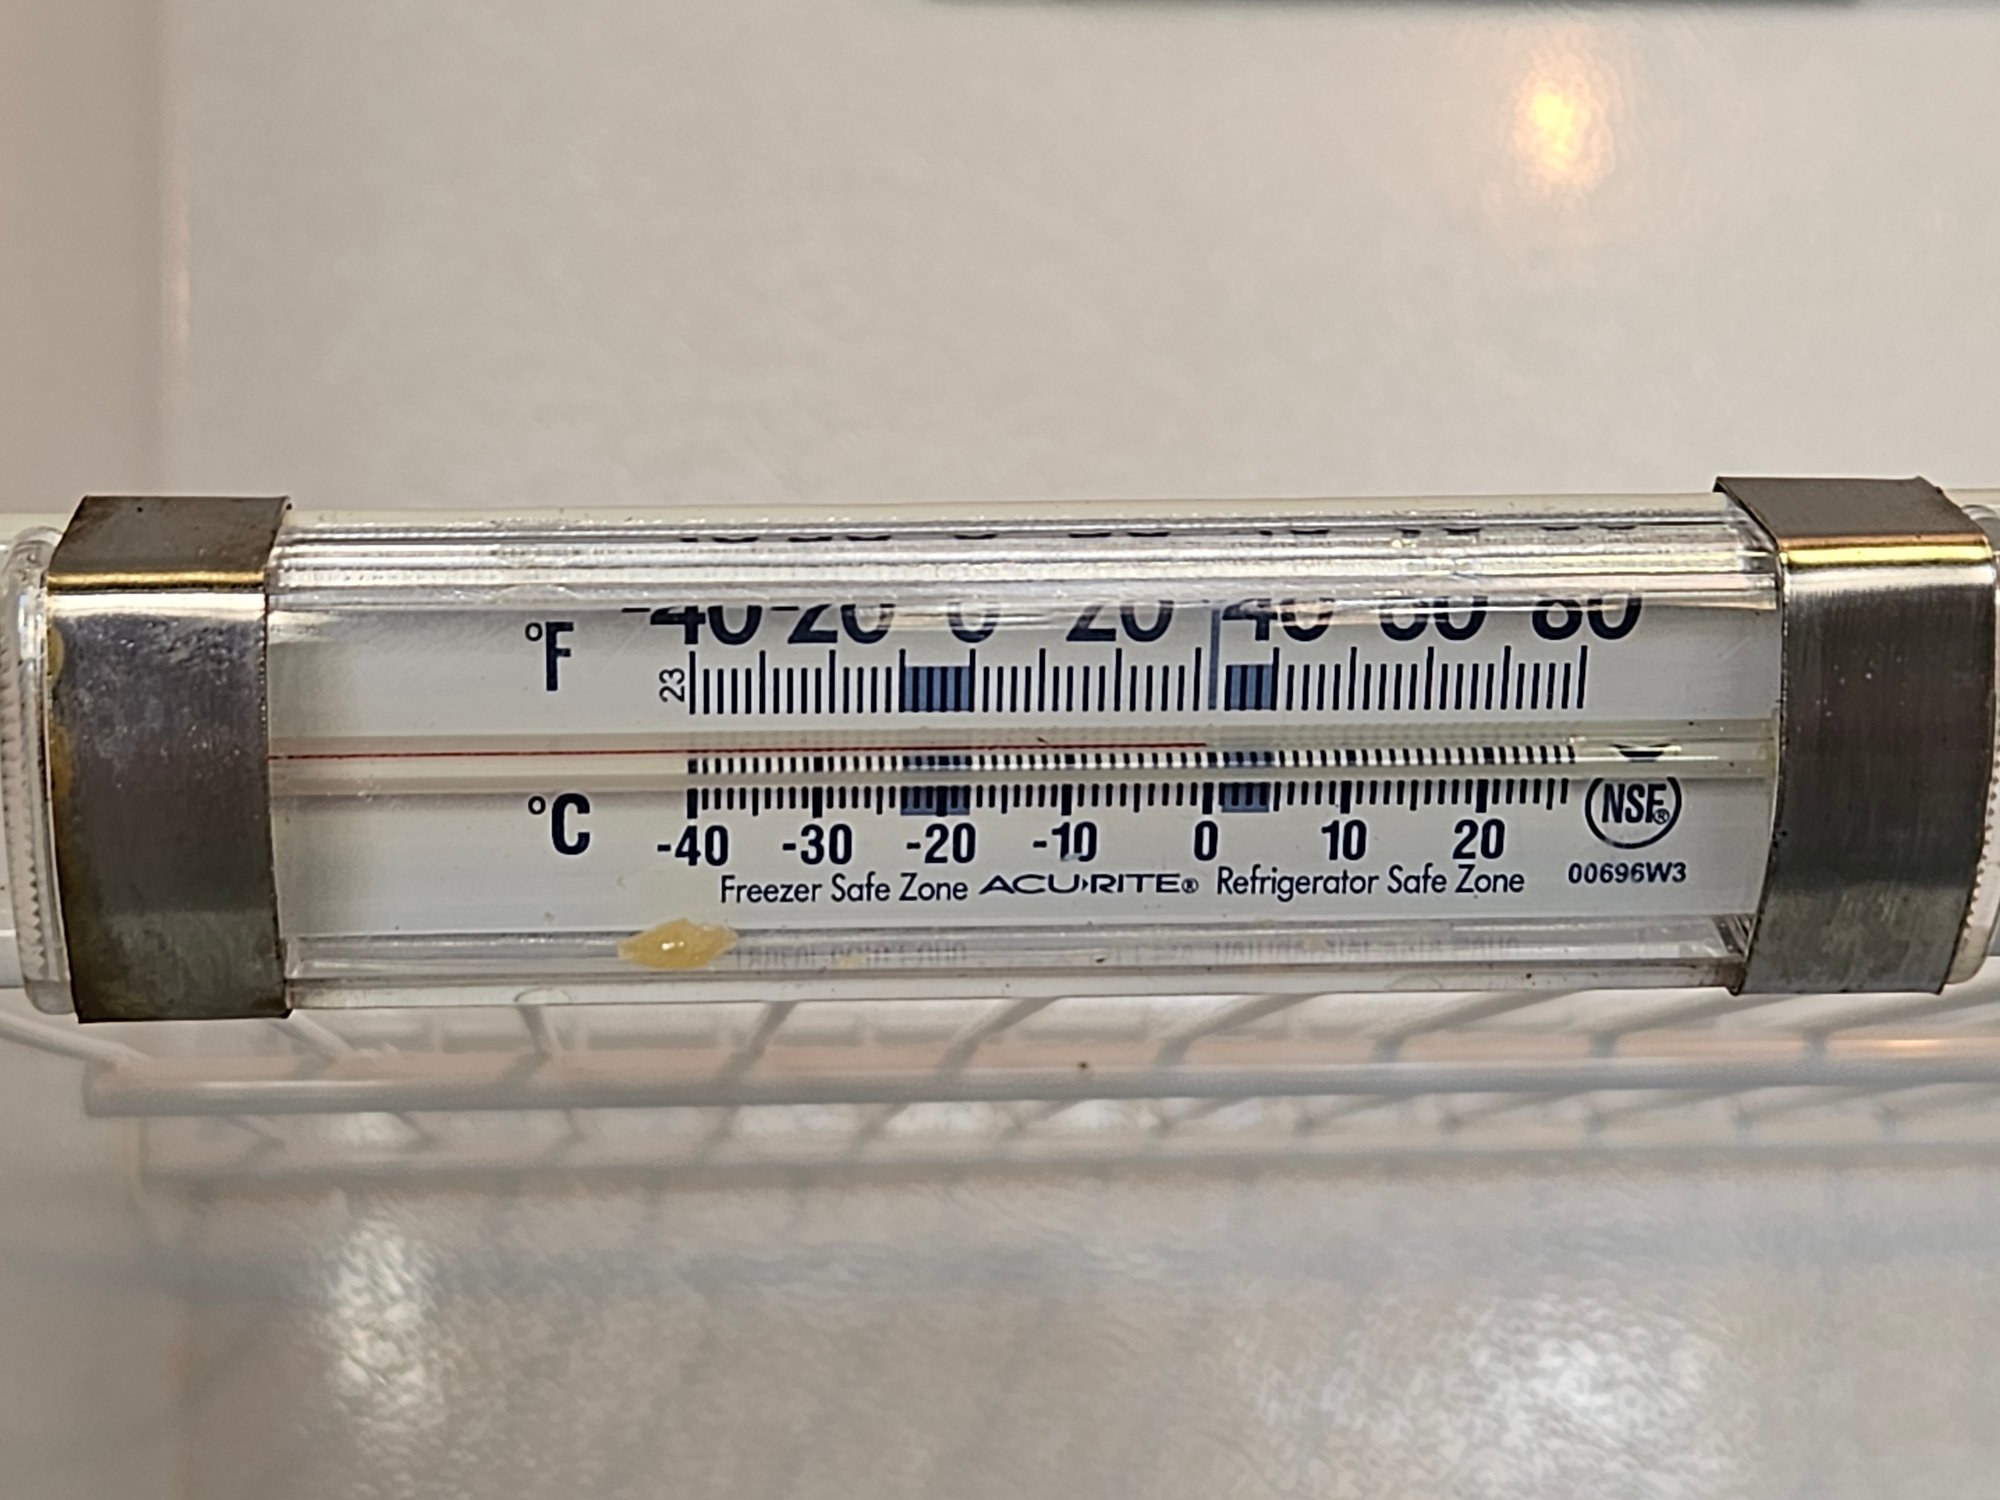 -40 -20 0 20 40 60 80
°F
23
°C
NSF®
-40 -30 -20 -10 0 10 20
Freezer Safe Zone ACU›RITE® Refrigerator Safe Zone 00696W3